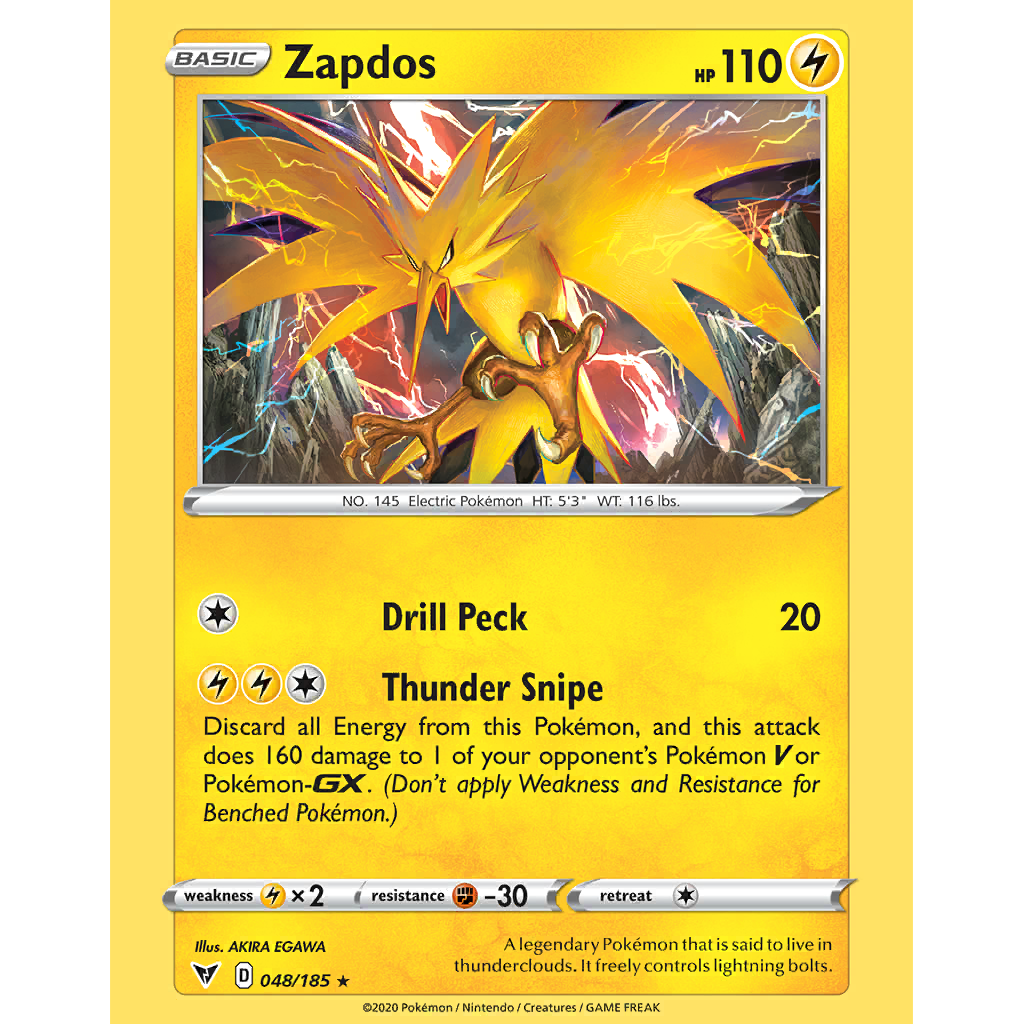 BASIC Zapdos HP 110
NO. 145 Electric Pokémon HT: 5'3" WT: 116 lbs.
Drill Peck 20
Thunder Snipe
Discard all Energy from this Pokémon, and this attack
does 160 damage to 1 of your opponent's Pokémon V or
Pokémon-GX. (Don't apply Weakness and Resistance for
Benched Pokémon.)
weakness ×2 resistance -30 retreat
Illus. AKIRA EGAWA
A legendary Pokémon that is said to live in
thunderclouds. It freely controls lightning bolts.
D 048/185 ★
©2020 Pokémon / Nintendo / Creatures / GAME FREAK